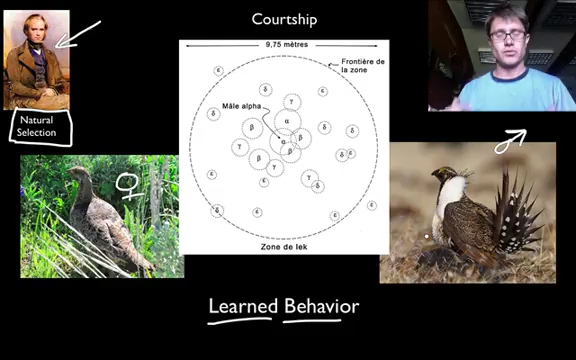 Courtship
Natural
Selection
9,75 mètres
Frontière de
la zone
Mâle alpha
ε
δ
ε
γ
δ
α
β
δ
δ
α
β
γ
β
β
δ
ε
γ
ε
ε
γ
δ
δ
ε
ε
ε
Zone de lek
♀
♂
Learned Behavior